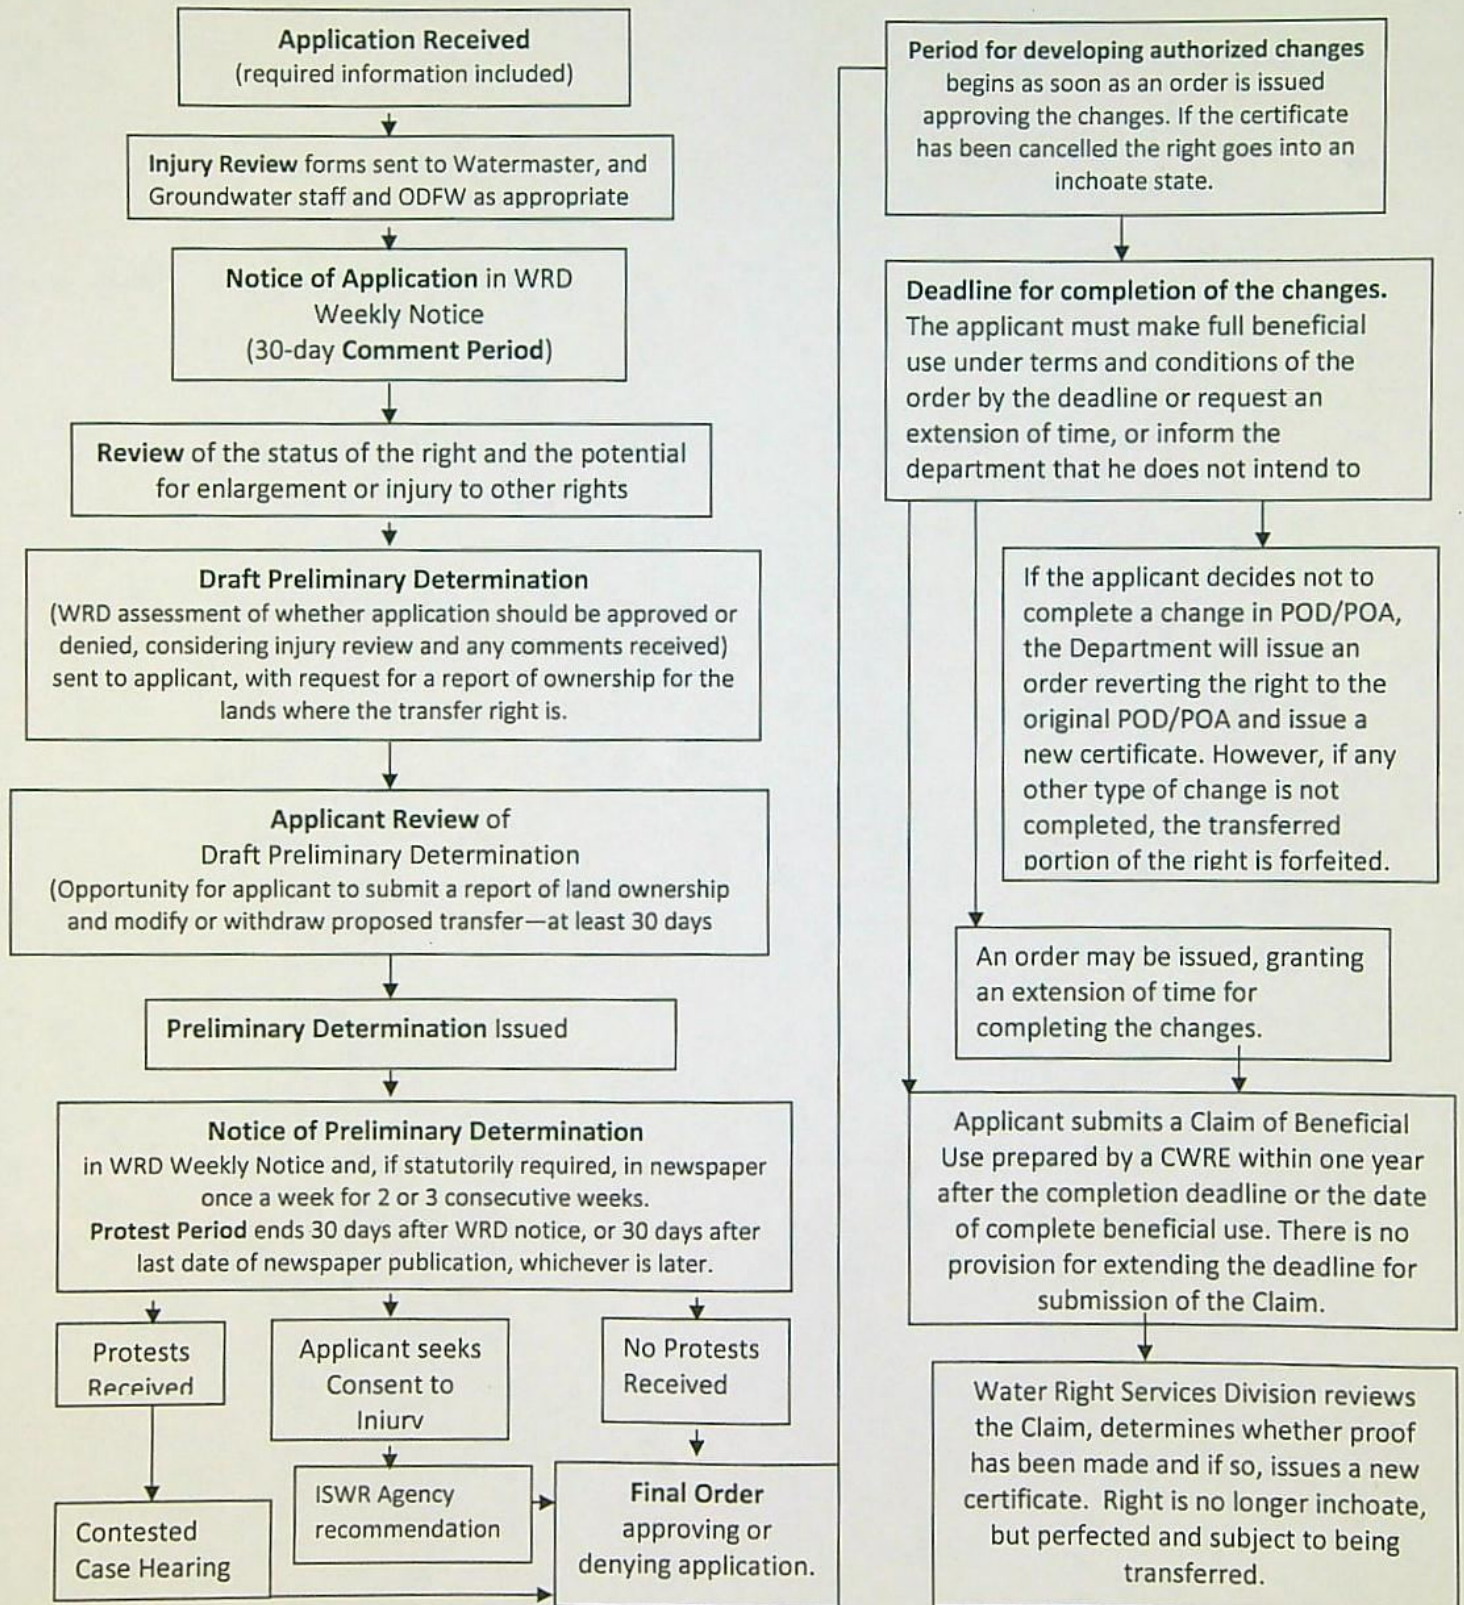 Application Received
(required information included)
Injury Review forms sent to Watermaster, and
Groundwater staff and ODFW as appropriate
Notice of Application in WRD
Weekly Notice
(30-day Comment Period)
Review of the status of the right and the potential
for enlargement or injury to other rights
Draft Preliminary Determination
(WRD assessment of whether application should be approved or
denied, considering injury review and any comments received)
sent to applicant, with request for a report of ownership for the
lands where the transfer right is.
Applicant Review of
Draft Preliminary Determination
(Opportunity for applicant to submit a report of land ownership
and modify or withdraw proposed transfer—at least 30 days
Preliminary Determination Issued
Notice of Preliminary Determination
in WRD Weekly Notice and, if statutorily required, in newspaper
once a week for 2 or 3 consecutive weeks.
Protest Period ends 30 days after WRD notice, or 30 days after
last date of newspaper publication, whichever is later.
Protests
Received
Applicant seeks
Consent to
Injury
No Protests
Received
Contested
Case Hearing
ISWR Agency
recommendation
Final Order
approving or
denying application.
Period for developing authorized changes
begins as soon as an order is issued
approving the changes. If the certificate
has been cancelled the right goes into an
inchoate state.
Deadline for completion of the changes.
The applicant must make full beneficial
use under terms and conditions of the
order by the deadline or request an
extension of time, or inform the
department that he does not intend to
If the applicant decides not to
complete a change in POD/POA,
the Department will issue an
order reverting the right to the
original POD/POA and issue a
new certificate. However, if any
other type of change is not
completed, the transferred
portion of the right is forfeited.
An order may be issued, granting
an extension of time for
completing the changes.
Applicant submits a Claim of Beneficial
Use prepared by a CWRE within one year
after the completion deadline or the date
of complete beneficial use. There is no
provision for extending the deadline for
submission of the Claim.
Water Right Services Division reviews
the Claim, determines whether proof
has been made and if so, issues a new
certificate. Right is no longer inchoate,
but perfected and subject to being
transferred.